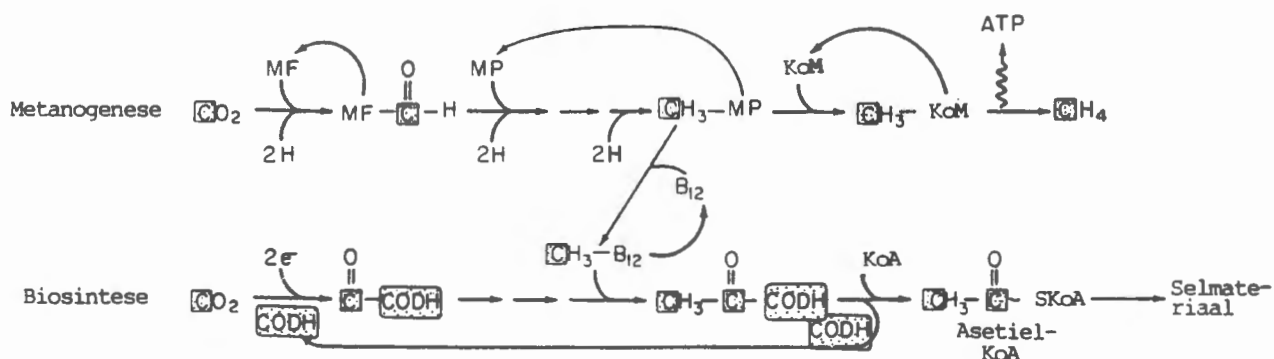 ATP
MF O MP KoM
Metanogenese CO₂ MF - C - H CH₃ - MP CH₃ - KoM CH₄
2H 2H 2H
B₁₂
CH₃ - B₁₂
O 2e O KoA O
Biosintese CO₂ C - CODH CH₃ - C - CODH CH₃ - C - SKoA Selmate-
riaal
CODH CODH Asetiel-
KoA